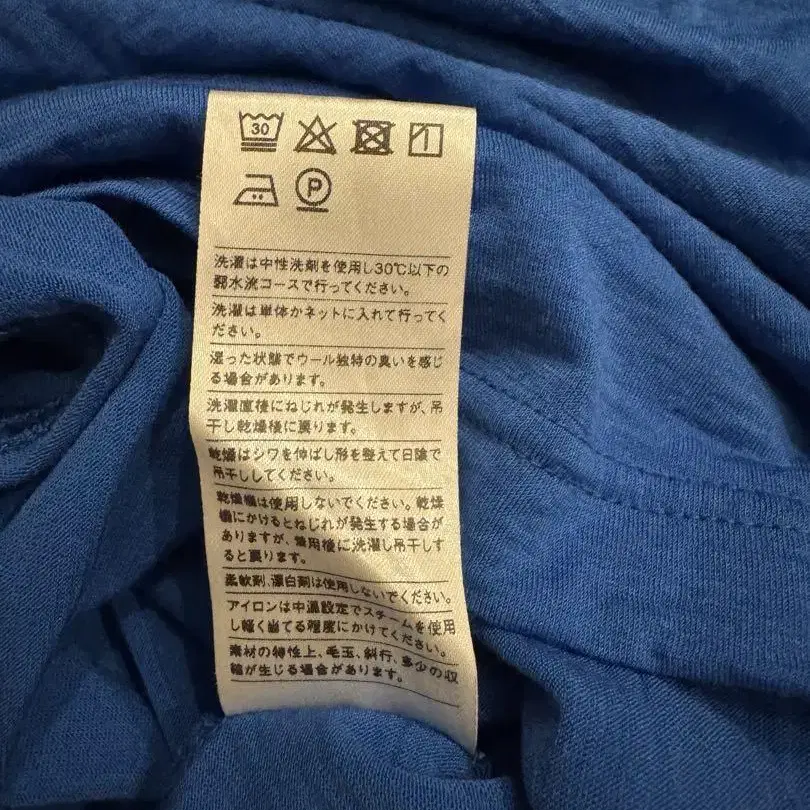 30
P
洗濯は中性洗剤を使用し30℃以下の
弱水流コースで行ってください。
洗濯は単体かネットに入れて行ってく
ださい。
湿った状態でウール独特の臭いを感じ
る場合があります。
洗濯直後にねじれが発生しますが、吊
干し乾燥後に戻ります。
乾燥はシワを伸ばし形を整えて日陰で
吊干ししてください。
乾燥機は使用しないでください。乾燥
機にかけるとねじれが発生する場合が
ありますが、着用後に洗濯し吊干しす
ると戻ります。
柔軟剤、漂白剤は使用しないでください。
アイロンは中温設定でスチームを使用
し軽く当てる程度にかけてください。
素材の特性上、毛玉、斜行、多少の収
縮が生じる場合があります。